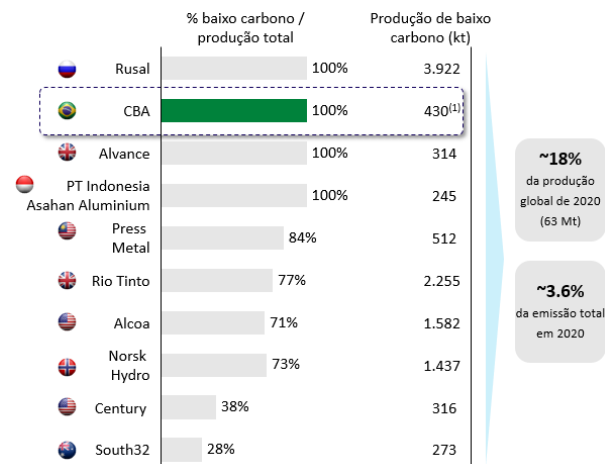 % baixo carbono /
produção total
Produção de baixo
carbono (kt)
Rusal 100% 3.922
CBA 100% 430(1)
Alvance 100% 314
PT Indonesia
Asahan Aluminium 100% 245
Press
Metal 84% 512
Rio Tinto 77% 2.255
Alcoa 71% 1.582
Norsk
Hydro 73% 1.437
Century 38% 316
South32 28% 273
~18%
da produção
global de 2020
(63 Mt)
~3.6%
da emissão total
em 2020